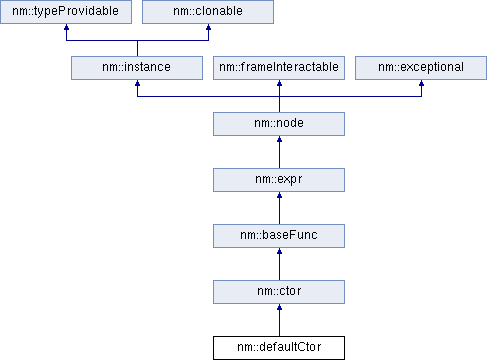 nm::typeProvidable
nm::clonable
nm::instance
nm::frameInteractable
nm::exceptional
nm::node
nm::expr
nm::baseFunc
nm::ctor
nm::defaultCtor